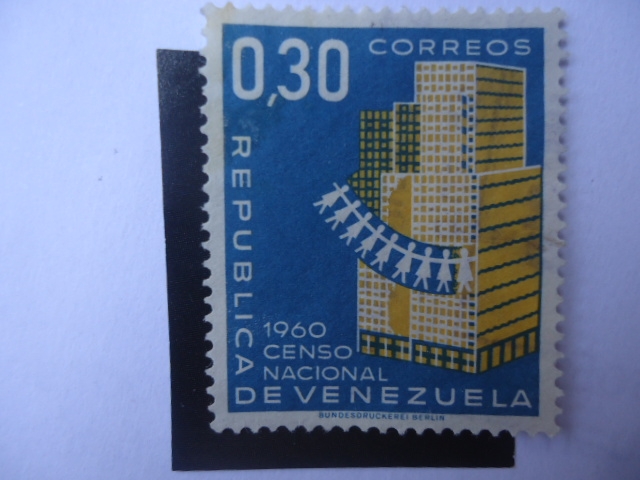 CORREOS
0,30
REPUBLICA
DE VENEZUELA
1960
CENSO
NACIONAL
BUNDESDRUCKEREI BERLIN